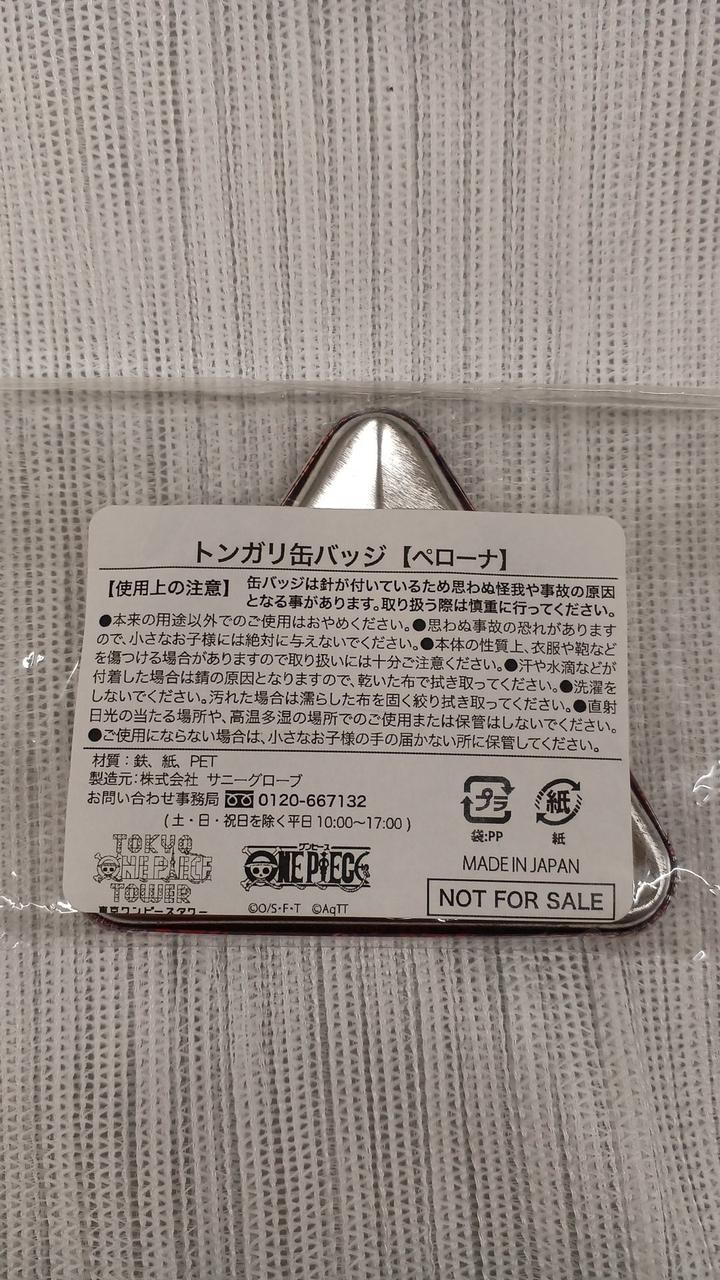 トンガリ缶バッジ【ペローナ】
【使用上の注意】 缶バッジは針が付いているため思わぬ怪我や事故の原因
となる事があります。取り扱う際は慎重に行ってください。
●本来の用途以外でのご使用はおやめください。●思わぬ事故の恐れがあります
ので、小さなお子様には絶対に与えないでください。●本体の性質上、衣服や鞄など
を傷つける場合がありますので取り扱いには十分ご注意ください。●汗や水滴などが
付着した場合は錆の原因となりますので、乾いた布で拭き取ってください。●洗濯を
しないでください。汚れた場合は濡らした布を固く絞り拭き取ってください。●直射
日光の当たる場所や、高温多湿の場所でのご使用または保管はしないでください。
●ご使用にならない場合は、小さなお子様の手の届かない所に保管してください。
材質：鉄、紙、PET
製造元：株式会社 サニーグローブ
お問い合わせ事務局 0120-667132
（土・日・祝日を除く平日 10:00〜17:00）
プラ
袋:PP
紙
紙
MADE IN JAPAN
NOT FOR SALE
TOKYO
ONE PIECE
TOWER
東京ワンピースタワー
ワンピース
ONE PIECE
©O/S・F・T ©AqTT